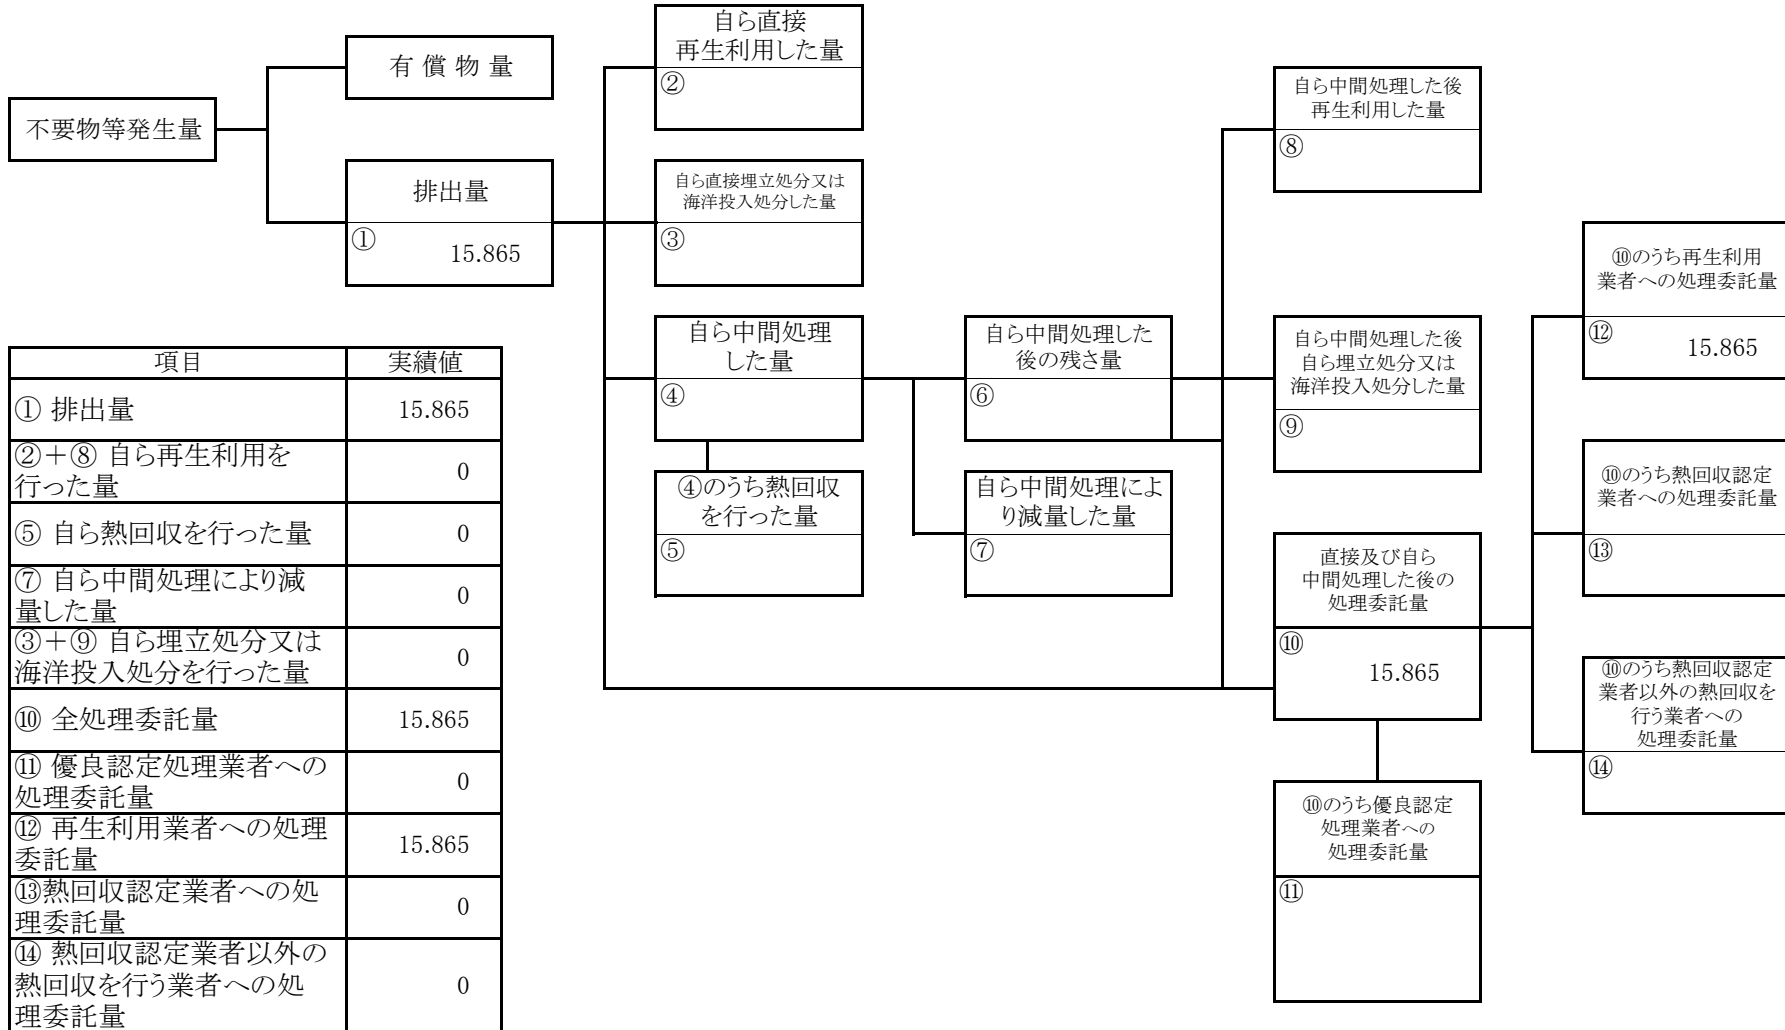 不要物等発生量
有償物量
排出量
①
15.865
自ら直接
再生利用した量
②
自ら直接埋立処分又は
海洋投入処分した量
③
自ら中間処理
した量
④
④のうち熱回収
を行った量
⑤
自ら中間処理した
後の残さ量
⑥
自ら中間処理によ
り減量した量
⑦
自ら中間処理した後
再生利用した量
⑧
自ら中間処理した後
自ら埋立処分又は
海洋投入処分した量
⑨
直接及び自ら
中間処理した後の
処理委託量
⑩
15.865
⑩のうち優良認定
処理業者への
処理委託量
⑪
⑩のうち再生利用
業者への処理委託量
⑫
15.865
⑩のうち熱回収認定
業者への処理委託量
⑬
⑩のうち熱回収認定
業者以外の熱回収を
行う業者への
処理委託量
⑭
項目 実績値
① 排出量 15.865
②+⑧ 自ら再生利用を
行った量 0
⑤ 自ら熱回収を行った量 0
⑦ 自ら中間処理により減
量した量 0
③+⑨ 自ら埋立処分又は
海洋投入処分を行った量 0
⑩ 全処理委託量 15.865
⑪ 優良認定処理業者への
処理委託量 0
⑫ 再生利用業者への処理
委託量 15.865
⑬熱回収認定業者への処
理委託量 0
⑭ 熱回収認定業者以外の
熱回収を行う業者への処
理委託量 0